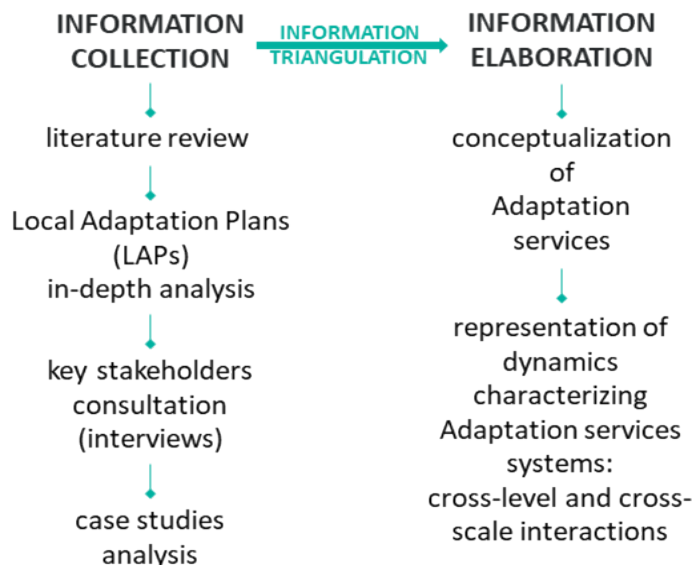 INFORMATION
COLLECTION
literature review
Local Adaptation Plans
(LAPs)
in-depth analysis
key stakeholders
consultation
(interviews)
case studies
analysis
INFORMATION
TRIANGULATION
INFORMATION
ELABORATION
conceptualization
of
Adaptation
services
representation of
dynamics
characterizing
Adaptation services
systems:
cross-level and cross-
scale interactions